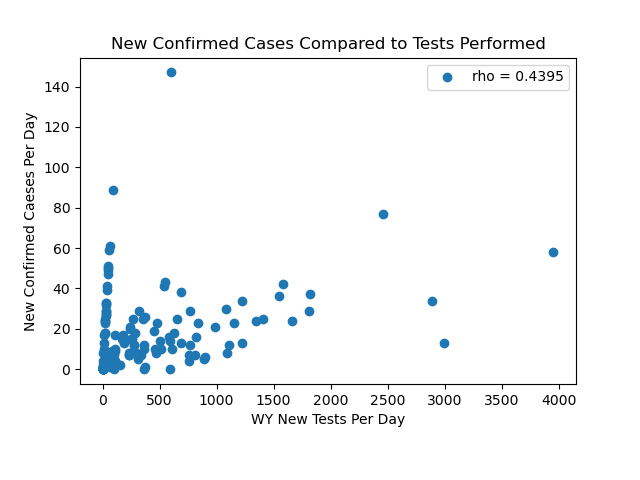 New Confirmed Cases Compared to Tests Performed
rho = 0.4395
New Confirmed Caeses Per Day
140
120
100
80
60
40
20
0
0 500 1000 1500 2000 2500 3000 3500 4000
WY New Tests Per Day